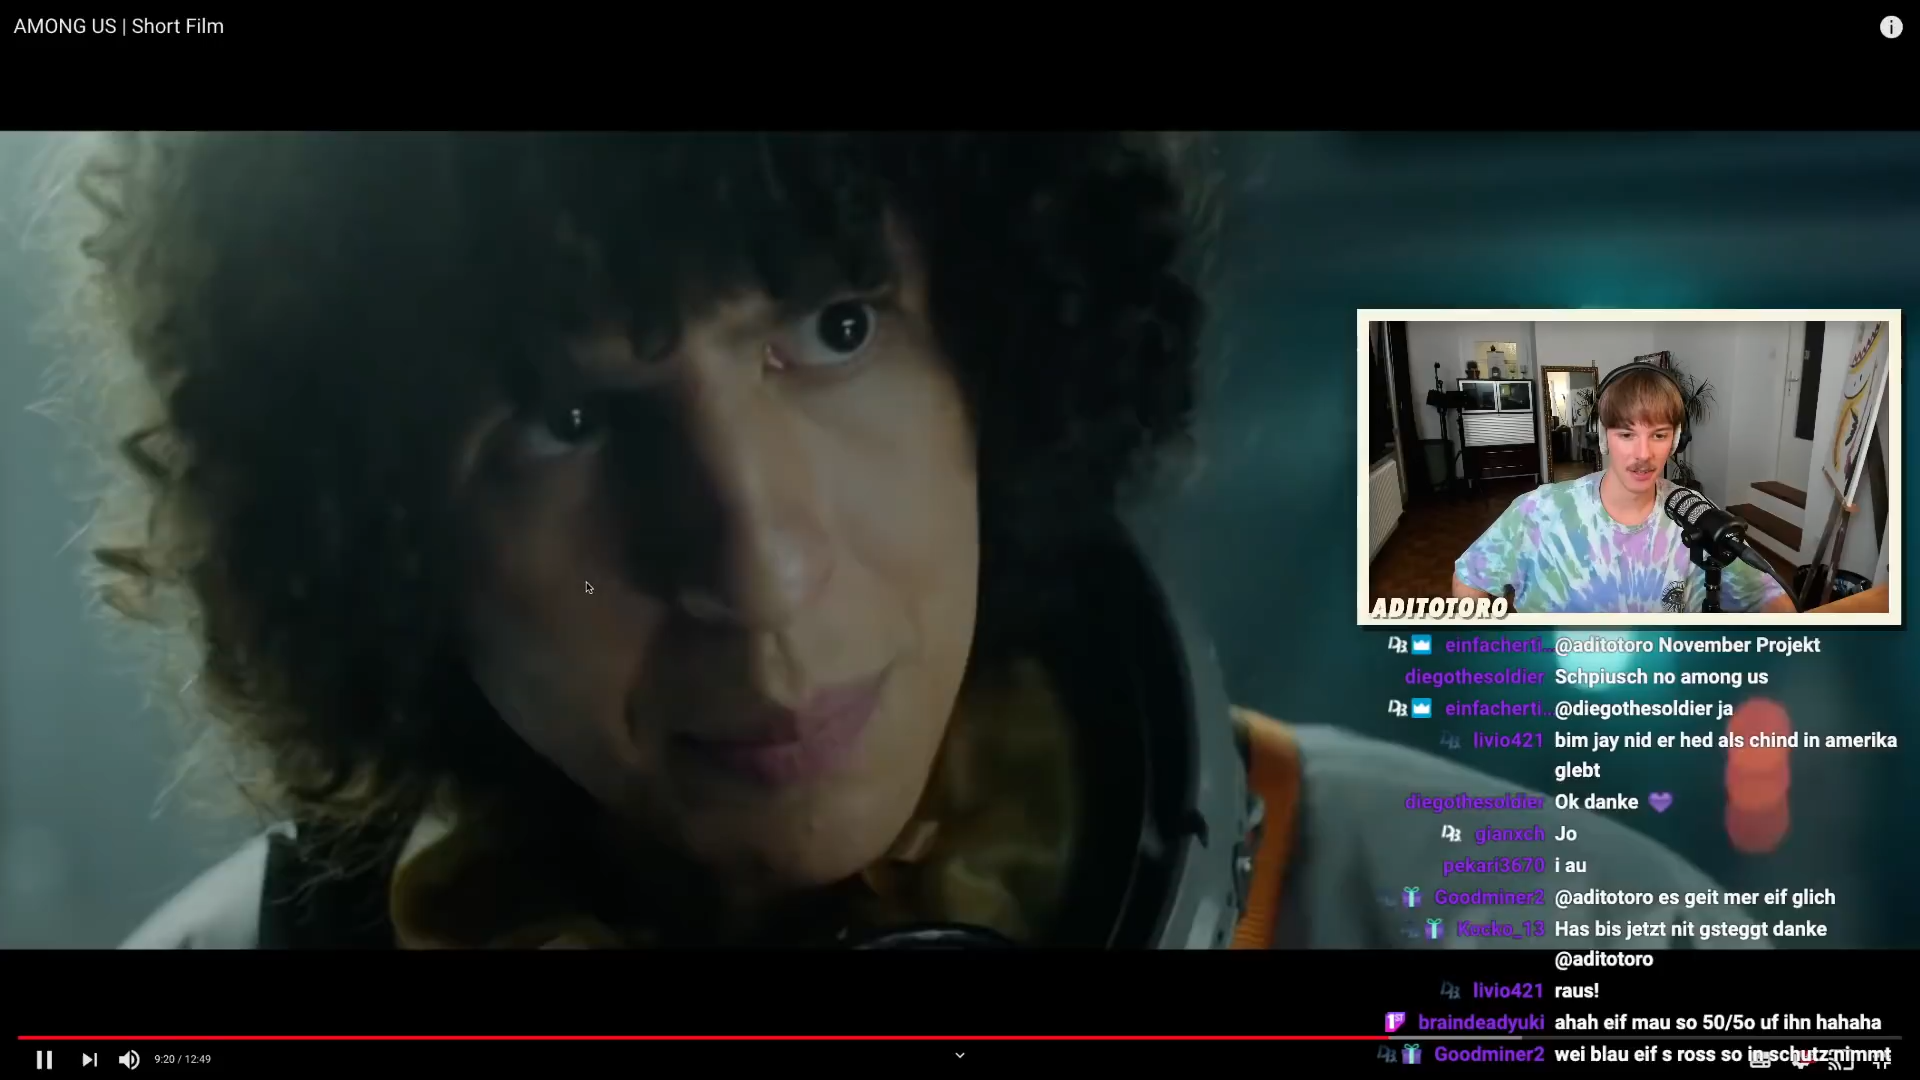 AMONG US | Short Film
ADITOTORO
einfacherti... @aditotoro November Projekt
diegothesoldier Schpiusch no among us
einfacherti... @diegothesoldier ja
livio421 bim jay nid er hed als chind in amerika
glebt
diegothesoldier Ok danke
gianxch Jo
pekari3670 i au
Goodminer2 @aditotoro es geit mer eif glich
Kucko_13 Has bis jetzt nit gsteggt danke
@aditotoro
livio421 raus!
braindeadyuki ahah eif mau so 50/5o uf ihn hahaha
Goodminer2 wei blau eif s ross so in schutz nimmt
9:20 / 12:49